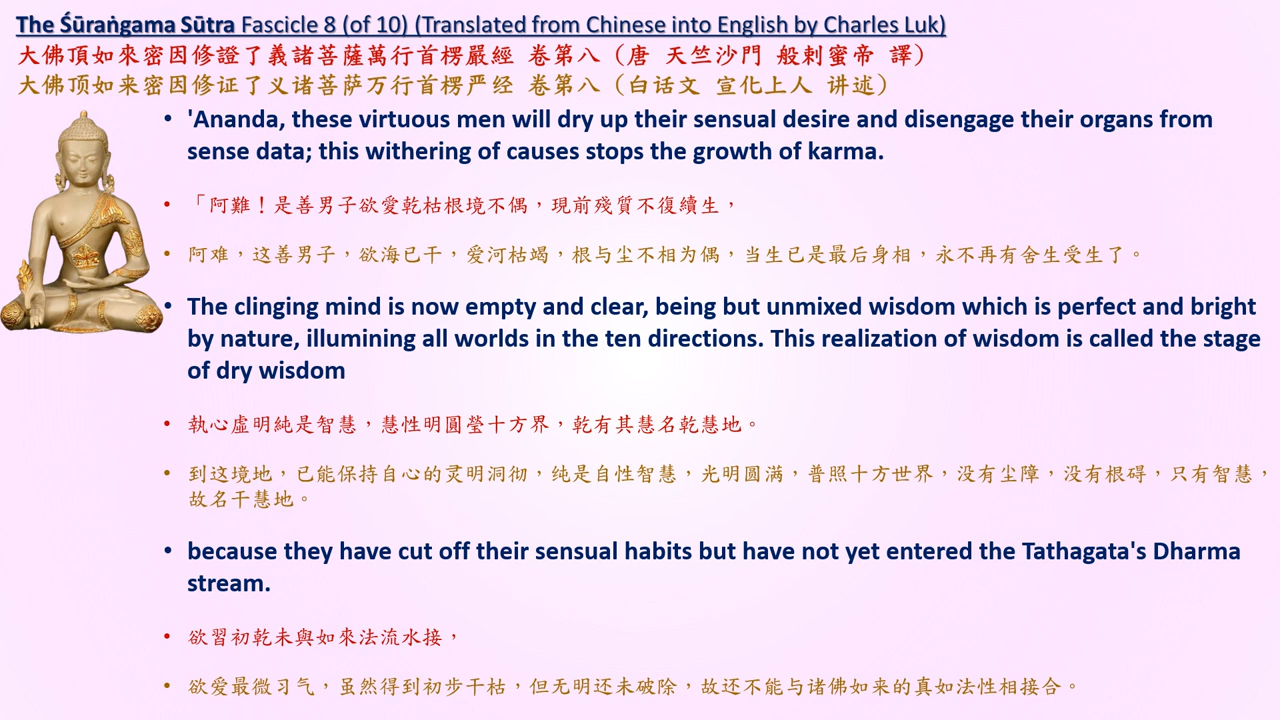 The Śūraṅgama Sūtra Fascicle 8 (of 10) (Translated from Chinese into English by Charles Luk)
大佛頂如來密因修證了義諸菩薩萬行首楞嚴經 卷第八（唐 天竺沙門 般剌蜜帝 譯）
大佛顶如来密因修证了义诸菩萨万行首楞严经 卷第八（白话文 宣化上人 讲述）
• 'Ananda, these virtuous men will dry up their sensual desire and disengage their organs from
sense data; this withering of causes stops the growth of karma.
• 「阿難！是善男子欲愛乾枯根境不偶，現前殘質不復續生，
• 阿难，这善男子，欲海已干，爱河枯竭，根与尘不相为偶，当生已是最后身相，永不再有舍生受生了。
• The clinging mind is now empty and clear, being but unmixed wisdom which is perfect and bright
by nature, illumining all worlds in the ten directions. This realization of wisdom is called the stage
of dry wisdom
• 執心虛明純是智慧，慧性明圓鎣十方界，乾有其慧名乾慧地。
• 到这境地，已能保持自心的灵明洞彻，纯是自性智慧，光明圆满，普照十方世界，没有尘障，没有根碍，只有智慧，
故名干慧地。
• because they have cut off their sensual habits but have not yet entered the Tathagata's Dharma
stream.
• 欲習初乾未與如來法流水接，
• 欲爱最微习气，虽然得到初步干枯，但无明还未破除，故还不能与诸佛如来的真如法性相接合。